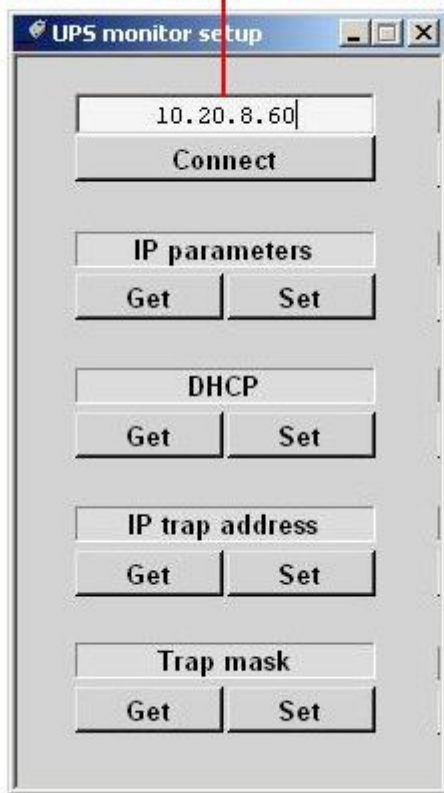 UPS monitor setup
10.20.8.60
Connect
IP parameters
Get Set
DHCP
Get Set
IP trap address
Get Set
Trap mask
Get Set